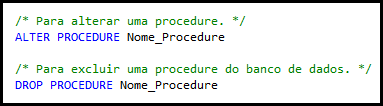 /* Para alterar uma procedure. */
ALTER PROCEDURE Nome_Procedure
/* Para excluir uma procedure do banco de dados. */
DROP PROCEDURE Nome_Procedure